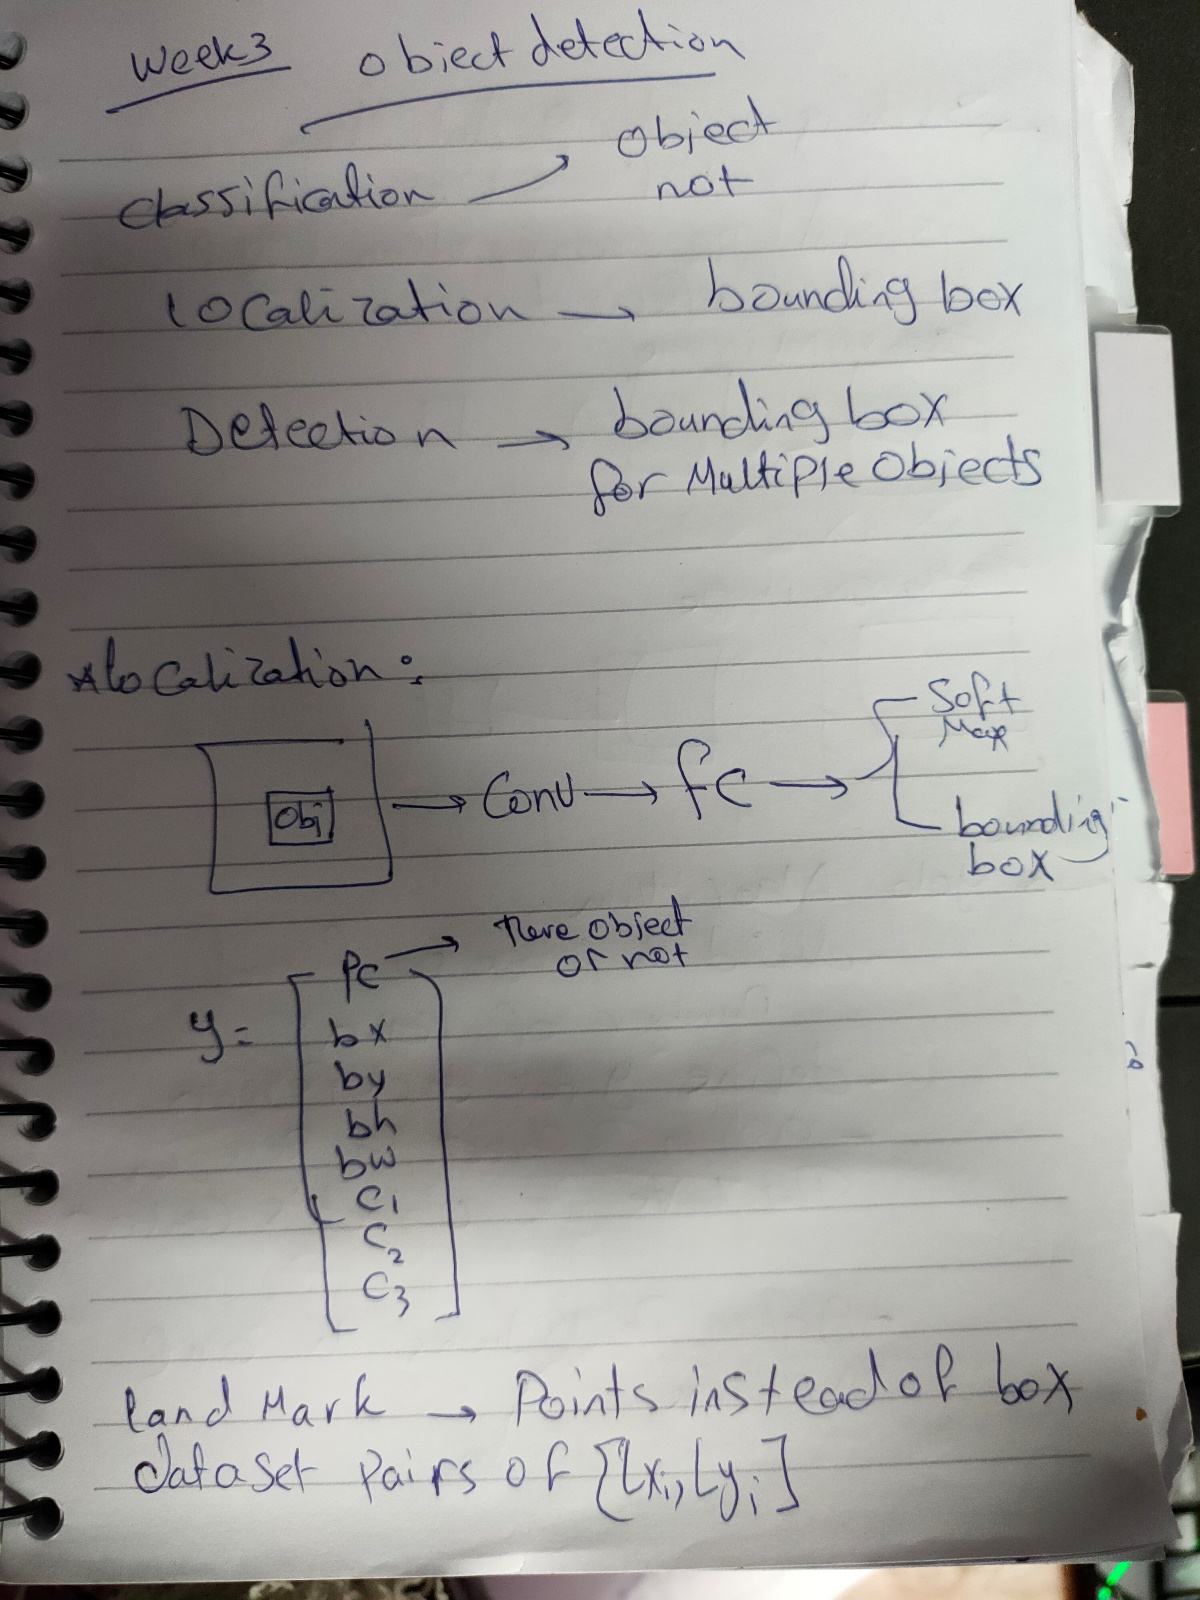 Week3 object detection
classification → object
not
localization → bounding box
Detection → bounding box
for Multiple Objects
*localization:
Obj → Conv → fc → Soft
Max
bounding
box
Pc → there object
or not
y=
bx
by
bh
bw
C1
C2
C3
land Mark → Points instead of box
dataset pairs of [Lxi, Lyi]